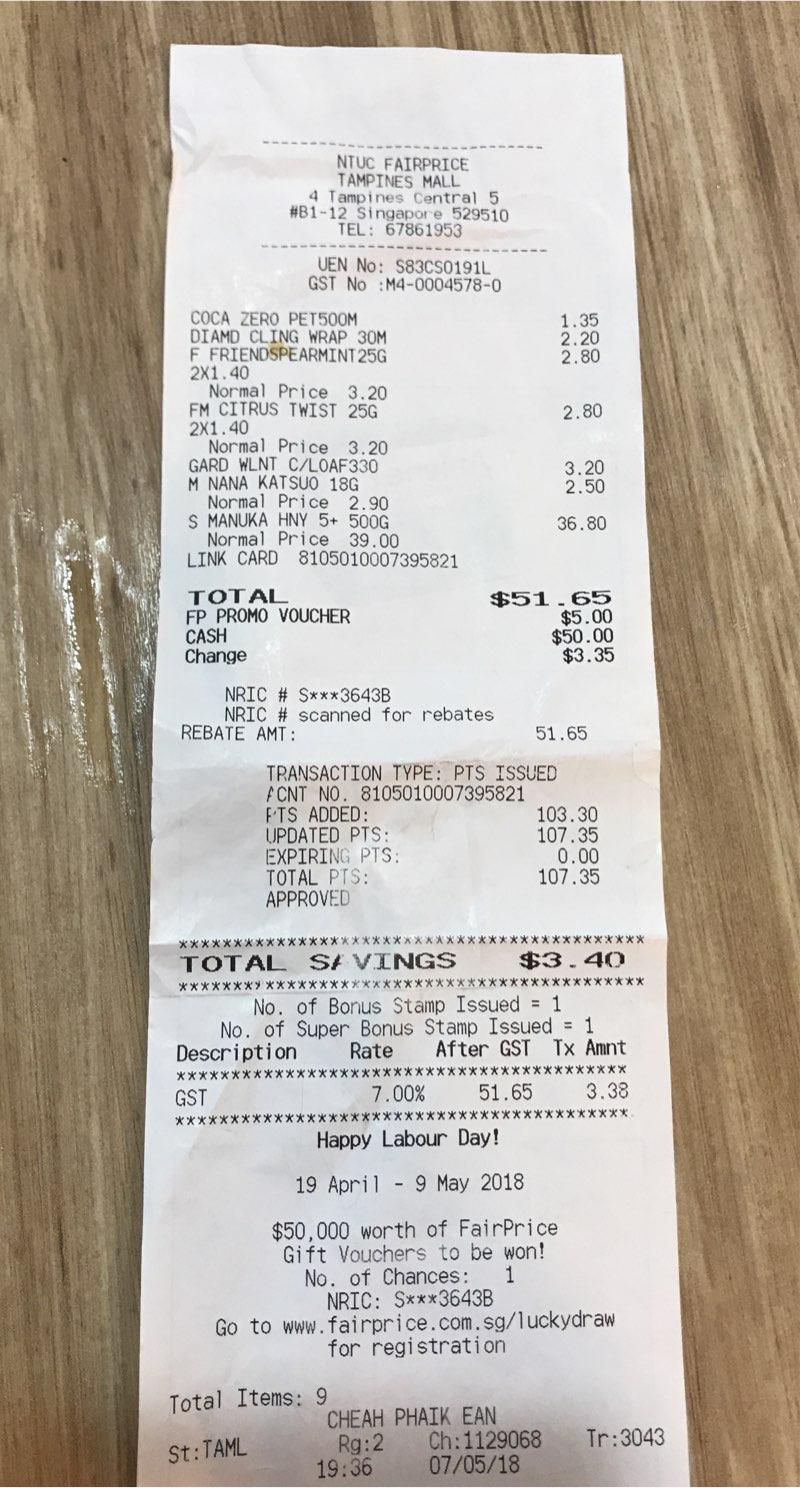 NTUC FAIRPRICE
TAMPINES MALL
4 Tampines Central 5
#B1-12 Singapore 529510
TEL: 67861953
UEN No: S83CS0191L
GST No :M4-0004578-0
COCA ZERO PET500M 1.35
DIAMD CLING WRAP 30M 2.20
F FRIENDSPEARMINT25G 2.80
2X1.40
Normal Price 3.20
FM CITRUS TWIST 25G 2.80
2X1.40
Normal Price 3.20
GARD WLNT C/LOAF330 3.20
M NANA KATSUO 18G 2.50
Normal Price 2.90
S MANUKA HNY 5+ 500G 36.80
Normal Price 39.00
LINK CARD 8105010007395821
TOTAL $51.65
FP PROMO VOUCHER $5.00
CASH $50.00
Change $3.35
NRIC # S***3643B
NRIC # scanned for rebates
REBATE AMT: 51.65
TRANSACTION TYPE: PTS ISSUED
ACNT NO. 8105010007395821
PTS ADDED: 103.30
UPDATED PTS: 107.35
EXPIRING PTS: 0.00
TOTAL PTS: 107.35
APPROVED
TOTAL SAVINGS $3.40
No. of Bonus Stamp Issued = 1
No. of Super Bonus Stamp Issued = 1
Description Rate After GST Tx Amnt
GST 7.00% 51.65 3.38
Happy Labour Day!
19 April - 9 May 2018
$50,000 worth of FairPrice
Gift Vouchers to be won!
No. of Chances: 1
NRIC: S***3643B
Go to www.fairprice.com.sg/luckydraw
for registration
Total Items: 9
CHEAH PHAIK EAN
St:TAML Rg:2 Ch:1129068 Tr:3043
19:36 07/05/18